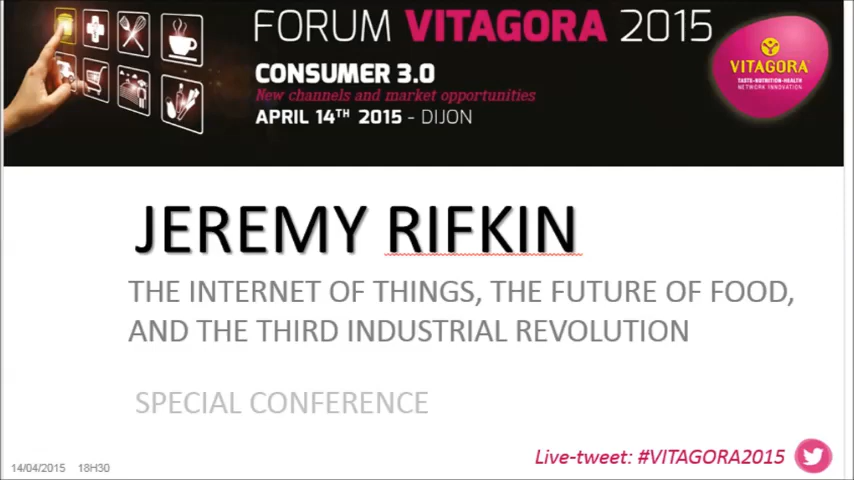 FORUM VITAGORA 2015
CONSUMER 3.0
New channels and market opportunities
APRIL 14TH 2015 - DIJON
VITAGORA
TASTE-NUTRITION-HEALTH
NETWORK INNOVATION
JEREMY RIFKIN
THE INTERNET OF THINGS, THE FUTURE OF FOOD,
AND THE THIRD INDUSTRIAL REVOLUTION
SPECIAL CONFERENCE
Live-tweet: #VITAGORA2015
14/04/2015 18H30